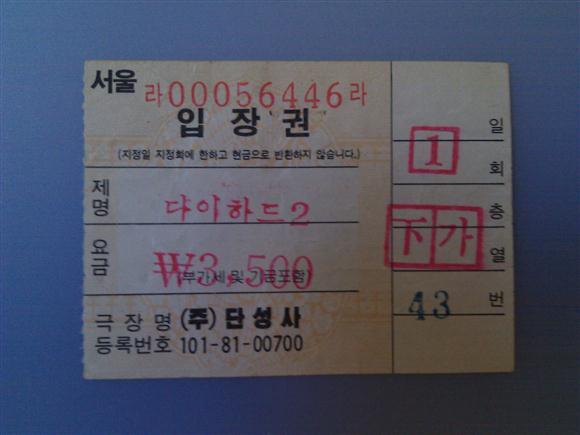 서울
라00056446라
입장권
(지정일 지정회에 한하고 현금으로 반환하지 않습니다.)
제명 다이하드2
요금 ₩3,500
(부가세 및 기금포함)
극장명 (주)단성사
등록번호 101-81-00700
일
1 회
층
下 가 열
43 번